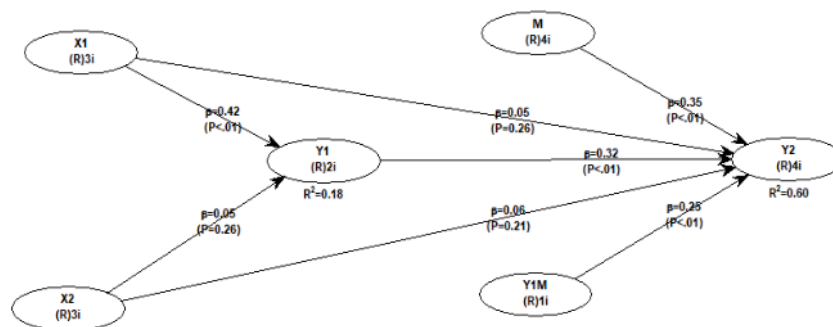 X1
(R)3i
M
(R)4i
β=0.42
(P<.01)
β=0.05
(P=0.26)
β=0.35
(P<.01)
Y1
(R)2i
R²=0.18
β=0.32
(P<.01)
Y2
(R)4i
R²=0.60
β=0.05
(P=0.26)
β=0.06
(P=0.21)
β=0.25
(P<.01)
X2
(R)3i
Y1M
(R)1i